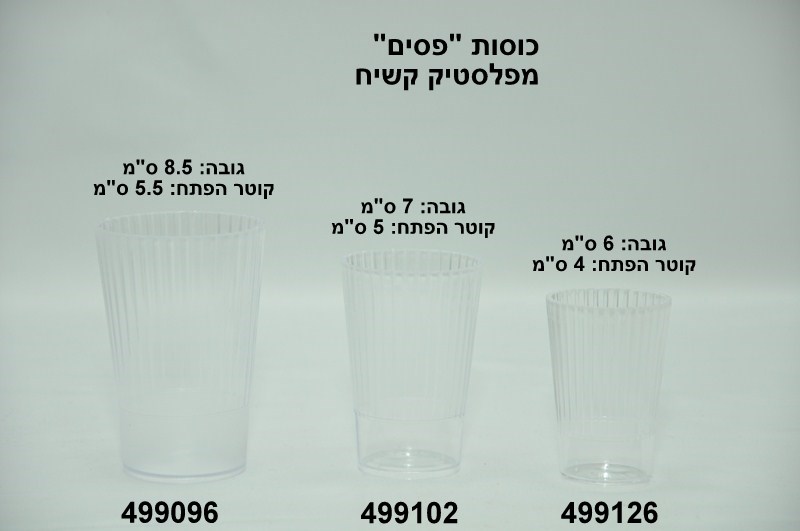 כוסות "פסים"
מפלסטיק קשיח
גובה: 8.5 ס"מ
קוטר הפתח: 5.5 ס"מ
גובה: 7 ס"מ
קוטר הפתח: 5 ס"מ
גובה: 6 ס"מ
קוטר הפתח: 4 ס"מ
499096
499102
499126